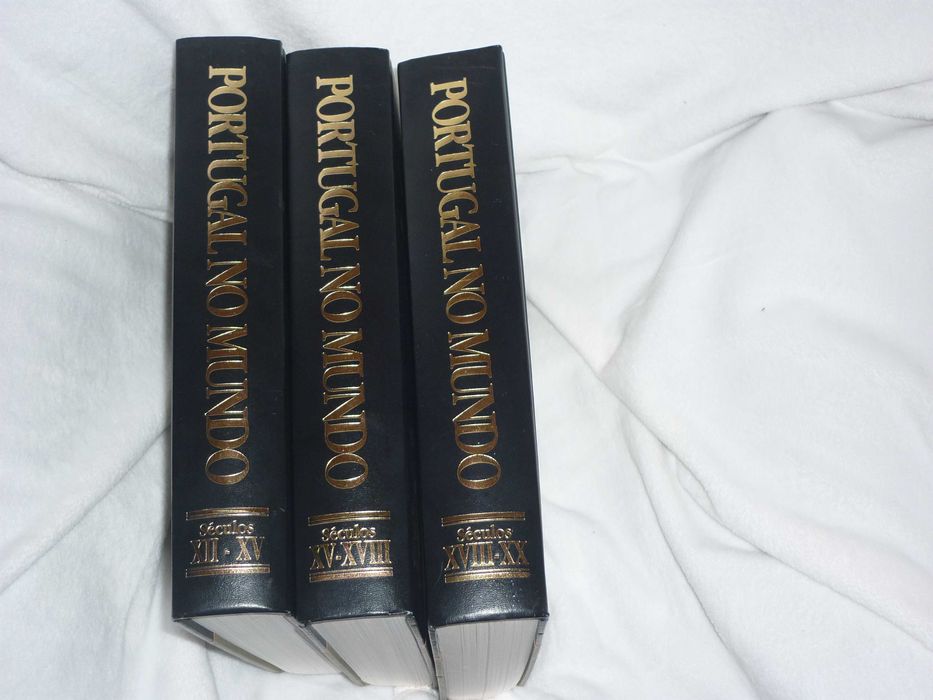 PORTUGAL NO MUNDO
Séculos
XII - XV
PORTUGAL NO MUNDO
Séculos
XV-XVIII
PORTUGAL NO MUNDO
Séculos
XVIII-XX